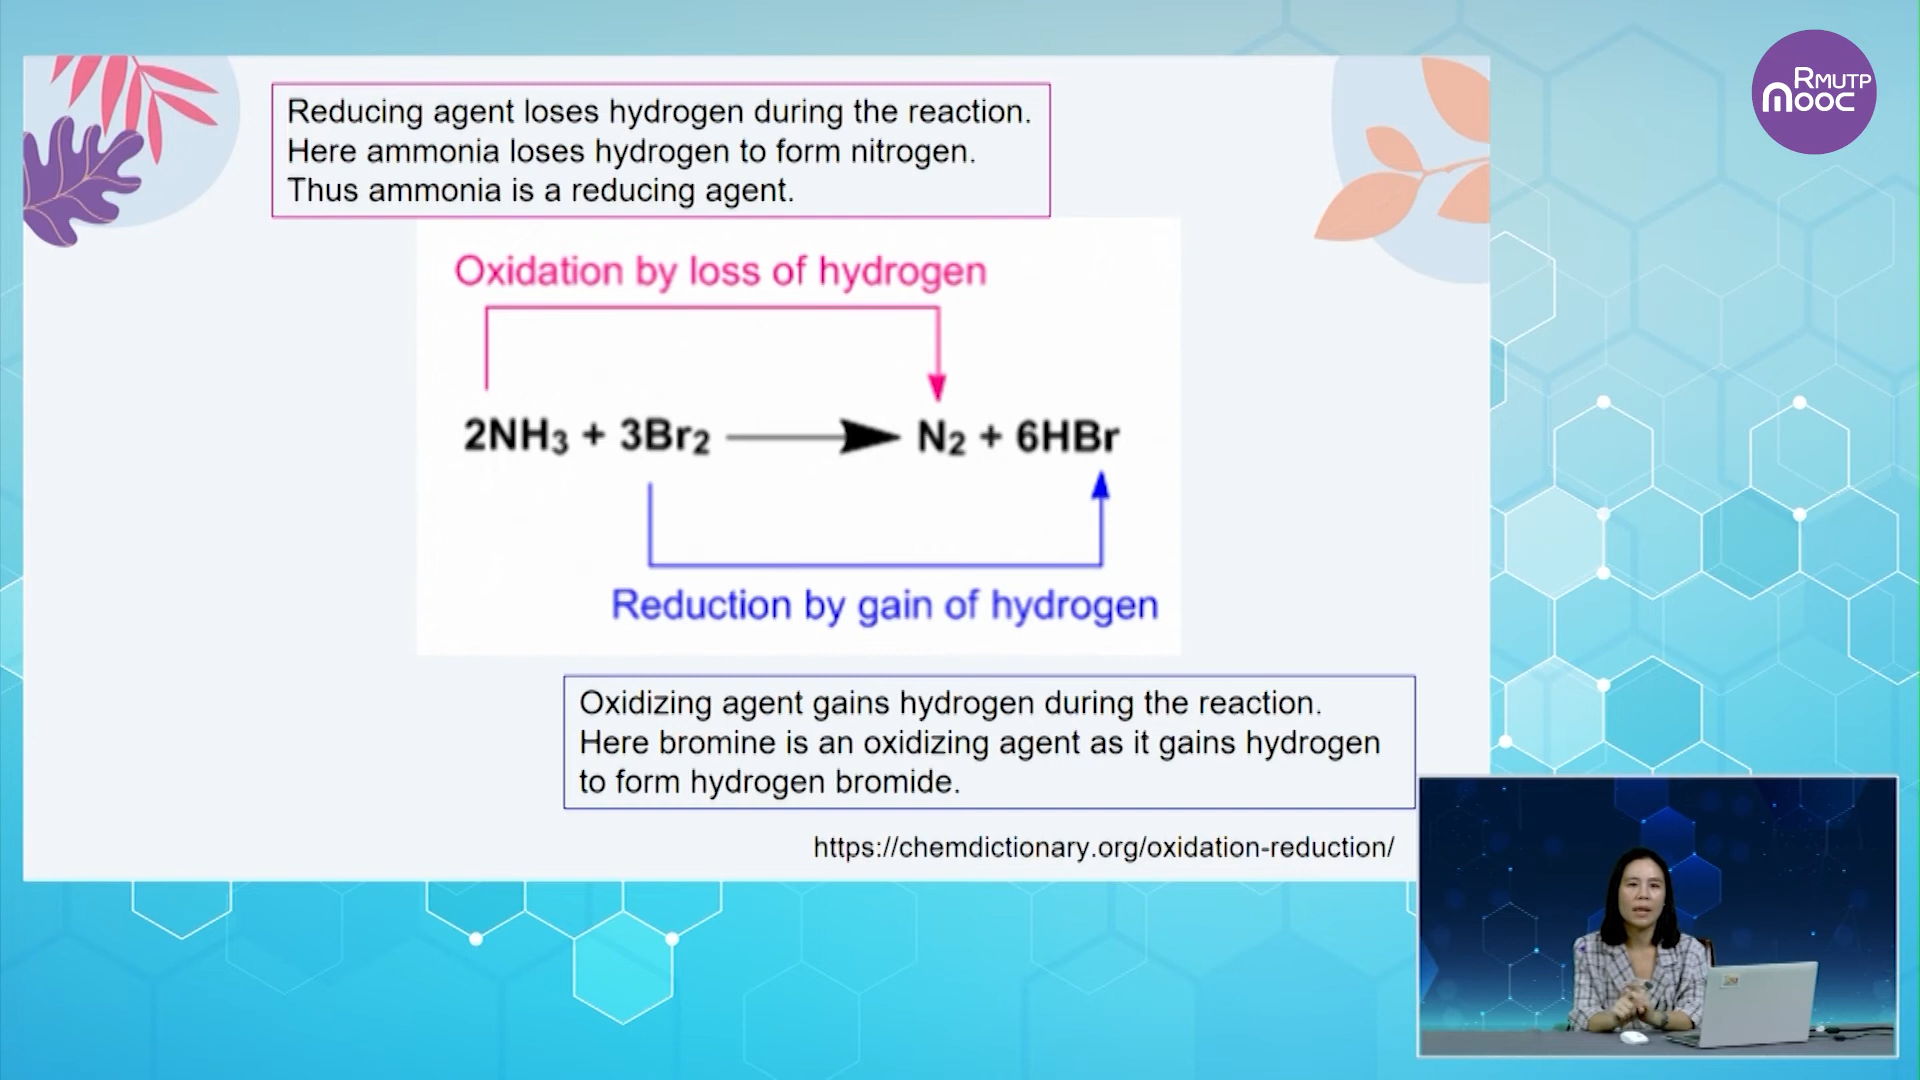 RMUTP
MOOC
Reducing agent loses hydrogen during the reaction.
Here ammonia loses hydrogen to form nitrogen.
Thus ammonia is a reducing agent.
Oxidation by loss of hydrogen
2NH₃ + 3Br₂ ⟶ N₂ + 6HBr
Reduction by gain of hydrogen
Oxidizing agent gains hydrogen during the reaction.
Here bromine is an oxidizing agent as it gains hydrogen
to form hydrogen bromide.
https://chemdictionary.org/oxidation-reduction/